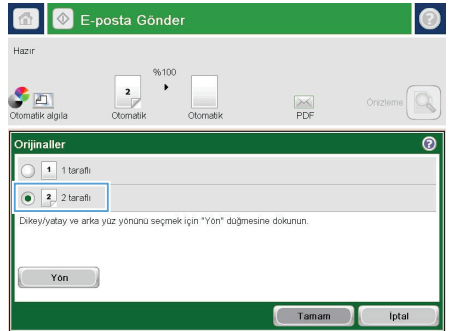 E-posta Gönder
?
Hazır
%100
2
Otomatik algıla
Otomatik
Otomatik
PDF
Önizleme
Orijinaller
?
1
1 taraflı
2
2 taraflı
Dikey/yatay ve arka yüz yönünü seçmek için "Yön" düğmesine dokunun.
Yön
Tamam
İptal